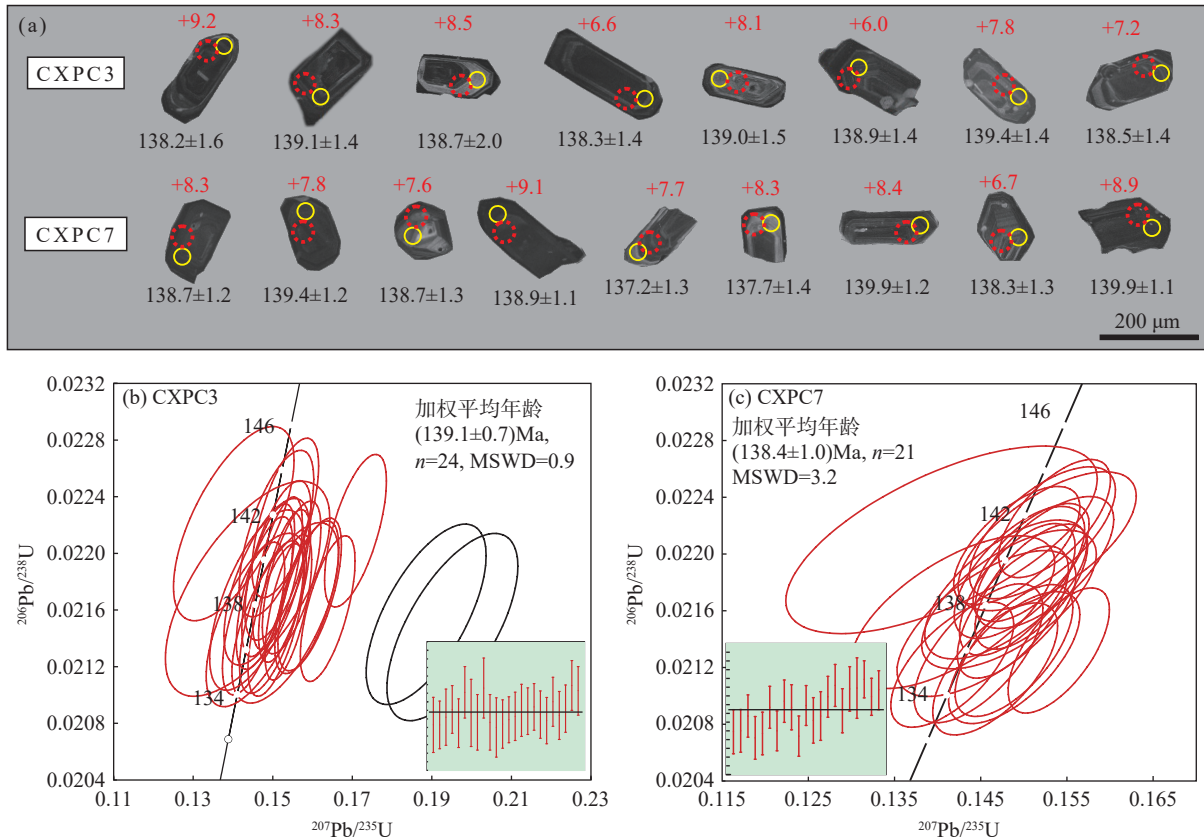 (a)
+9.2 +8.3 +8.5 +6.6 +8.1 +6.0 +7.8 +7.2
CXPC3
138.2±1.6 139.1±1.4 138.7±2.0 138.3±1.4 139.0±1.5 138.9±1.4 139.4±1.4 138.5±1.4
+8.3 +7.8 +7.6 +9.1 +7.7 +8.3 +8.4 +6.7 +8.9
CXPC7
138.7±1.2 139.4±1.2 138.7±1.3 138.9±1.1 137.2±1.3 137.7±1.4 139.9±1.2 138.3±1.3 139.9±1.1
200 μm
(b) CXPC3
加权平均年龄
(139.1±0.7)Ma,
n=24, MSWD=0.9
146
142
138
134
0.0232
0.0228
0.0224
0.0220
0.0216
0.0212
0.0208
0.0204
²⁰⁶Pb/²³⁸U
0.11 0.13 0.15 0.17 0.19 0.21 0.23
²⁰⁷Pb/²³⁵U
(c) CXPC7
加权平均年龄
(138.4±1.0)Ma, n=21
MSWD=3.2
146
142
138
134
0.0232
0.0228
0.0224
0.0220
0.0216
0.0212
0.0208
0.0204
²⁰⁶Pb/²³⁸U
0.115 0.125 0.135 0.145 0.155 0.165
²⁰⁷Pb/²³⁵U